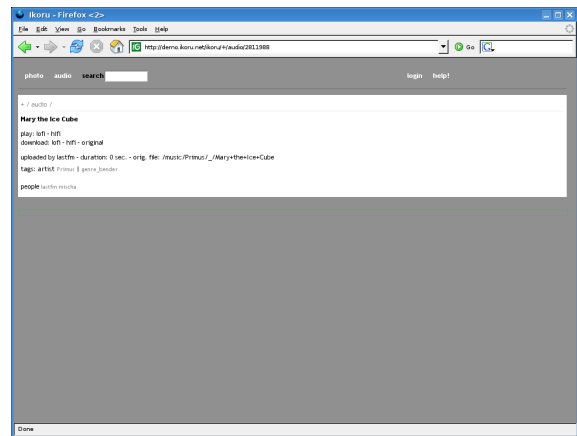 Ikoru - Firefox <2>
File Edit View Go Bookmarks Tools Help
http://demo.ikoru.net/ikoru/+/audio/2811988 Go G
photo audio search login help!
+ / audio /
Mary the Ice Cube
play: lofi - hifi
download: lofi - hifi - original
uploaded by lastfm - duration: 0 sec. - orig. file: /music/Primus/_/Mary+the+Ice+Cube
tags: artist Primus | genre_bender
people lastfm mischa
Done